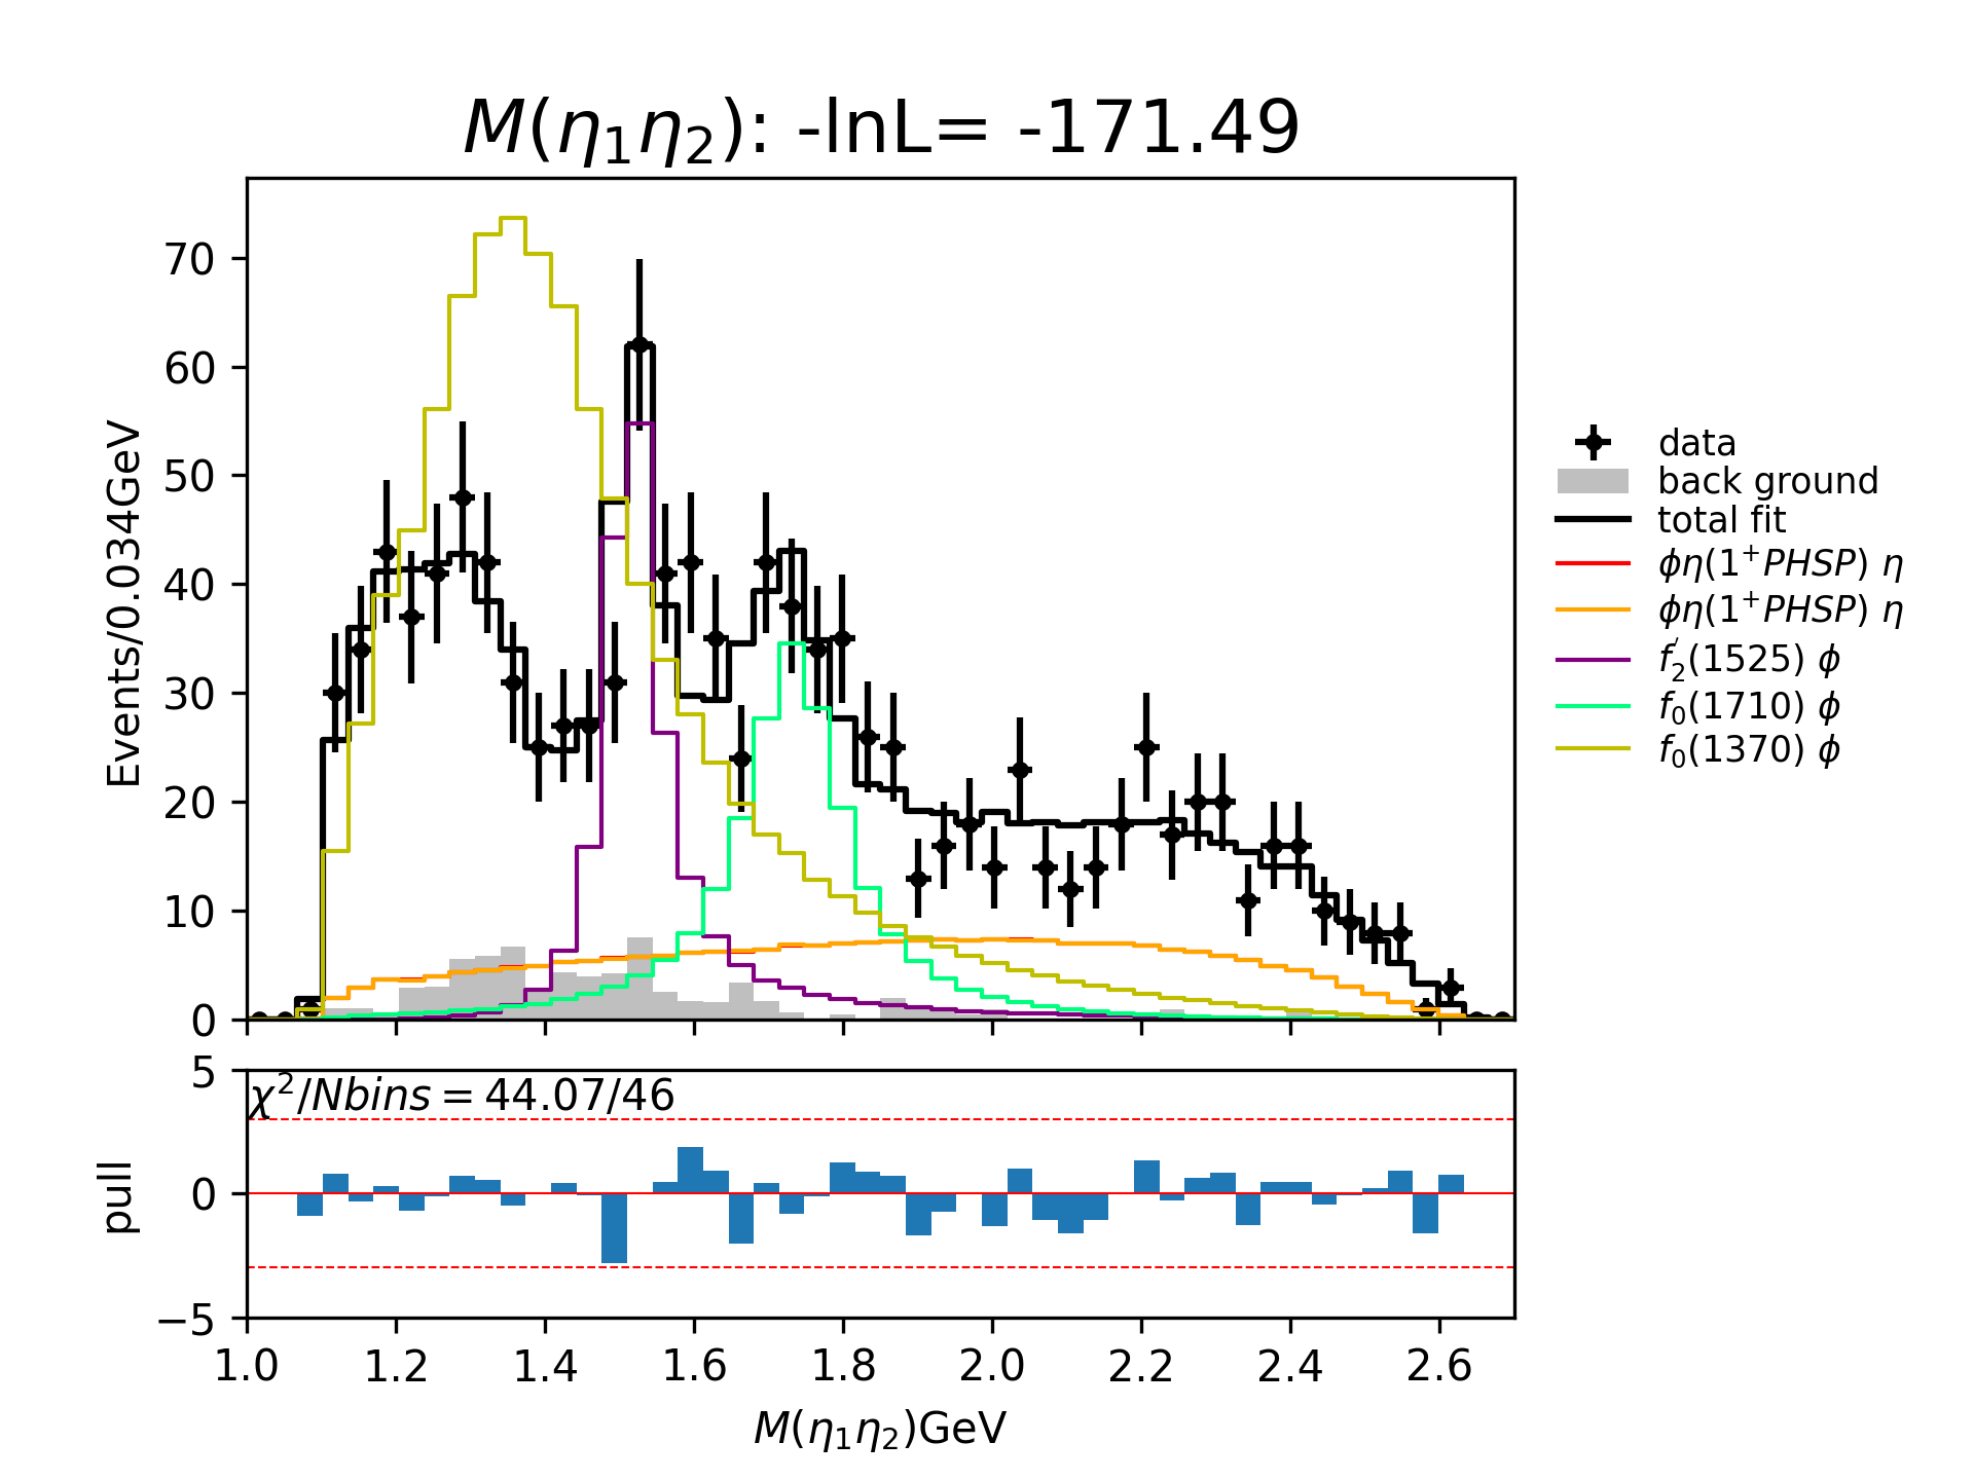 M(η₁η₂): -lnL= -171.49
Events/0.034GeV
70
60
50
40
30
20
10
0
data
back ground
total fit
ϕη(1⁺PHSP) η
ϕη(1⁺PHSP) η
f₂′(1525) ϕ
f₀(1710) ϕ
f₀(1370) ϕ
χ²/Nbins = 44.07/46
pull
5
0
−5
1.0 1.2 1.4 1.6 1.8 2.0 2.2 2.4 2.6
M(η₁η₂)GeV